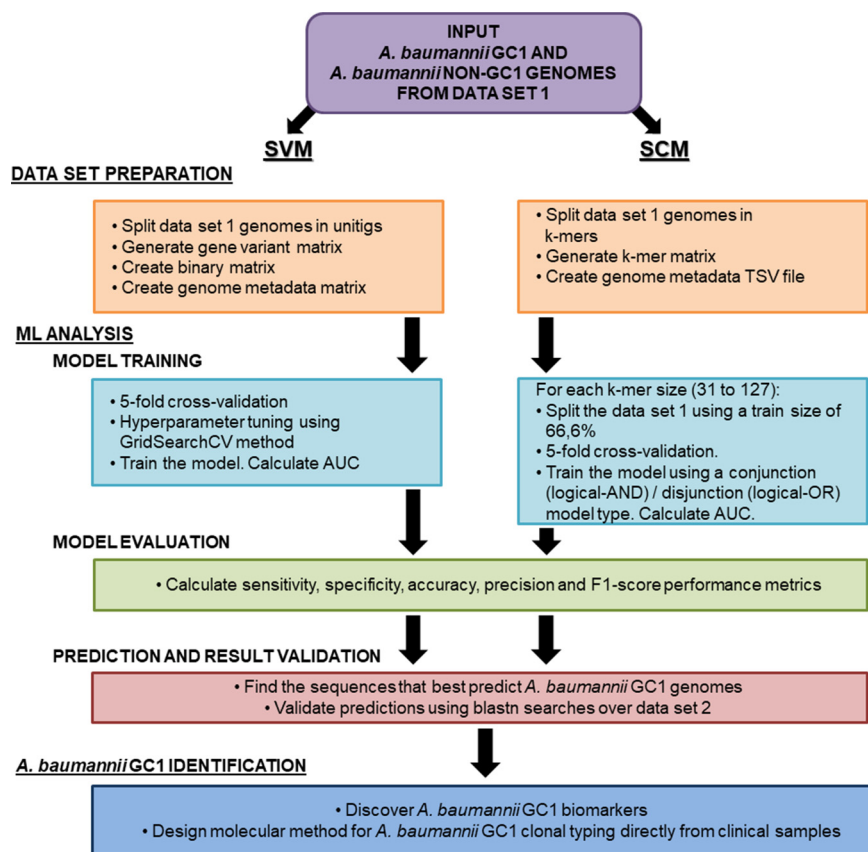 INPUT
A. baumannii GC1 AND
A. baumannii NON-GC1 GENOMES
FROM DATA SET 1
SVM
SCM
DATA SET PREPARATION
• Split data set 1 genomes in unitigs
• Generate gene variant matrix
• Create binary matrix
• Create genome metadata matrix
• Split data set 1 genomes in
k-mers
• Generate k-mer matrix
• Create genome metadata TSV file
ML ANALYSIS
MODEL TRAINING
• 5-fold cross-validation
• Hyperparameter tuning using
GridSearchCV method
• Train the model. Calculate AUC
For each k-mer size (31 to 127):
• Split the data set 1 using a train size of
66,6%
• 5-fold cross-validation.
• Train the model using a conjunction
(logical-AND) / disjunction (logical-OR)
model type. Calculate AUC.
MODEL EVALUATION
• Calculate sensitivity, specificity, accuracy, precision and F1-score performance metrics
PREDICTION AND RESULT VALIDATION
• Find the sequences that best predict A. baumannii GC1 genomes
• Validate predictions using blastn searches over data set 2
A. baumannii GC1 IDENTIFICATION
• Discover A. baumannii GC1 biomarkers
• Design molecular method for A. baumannii GC1 clonal typing directly from clinical samples